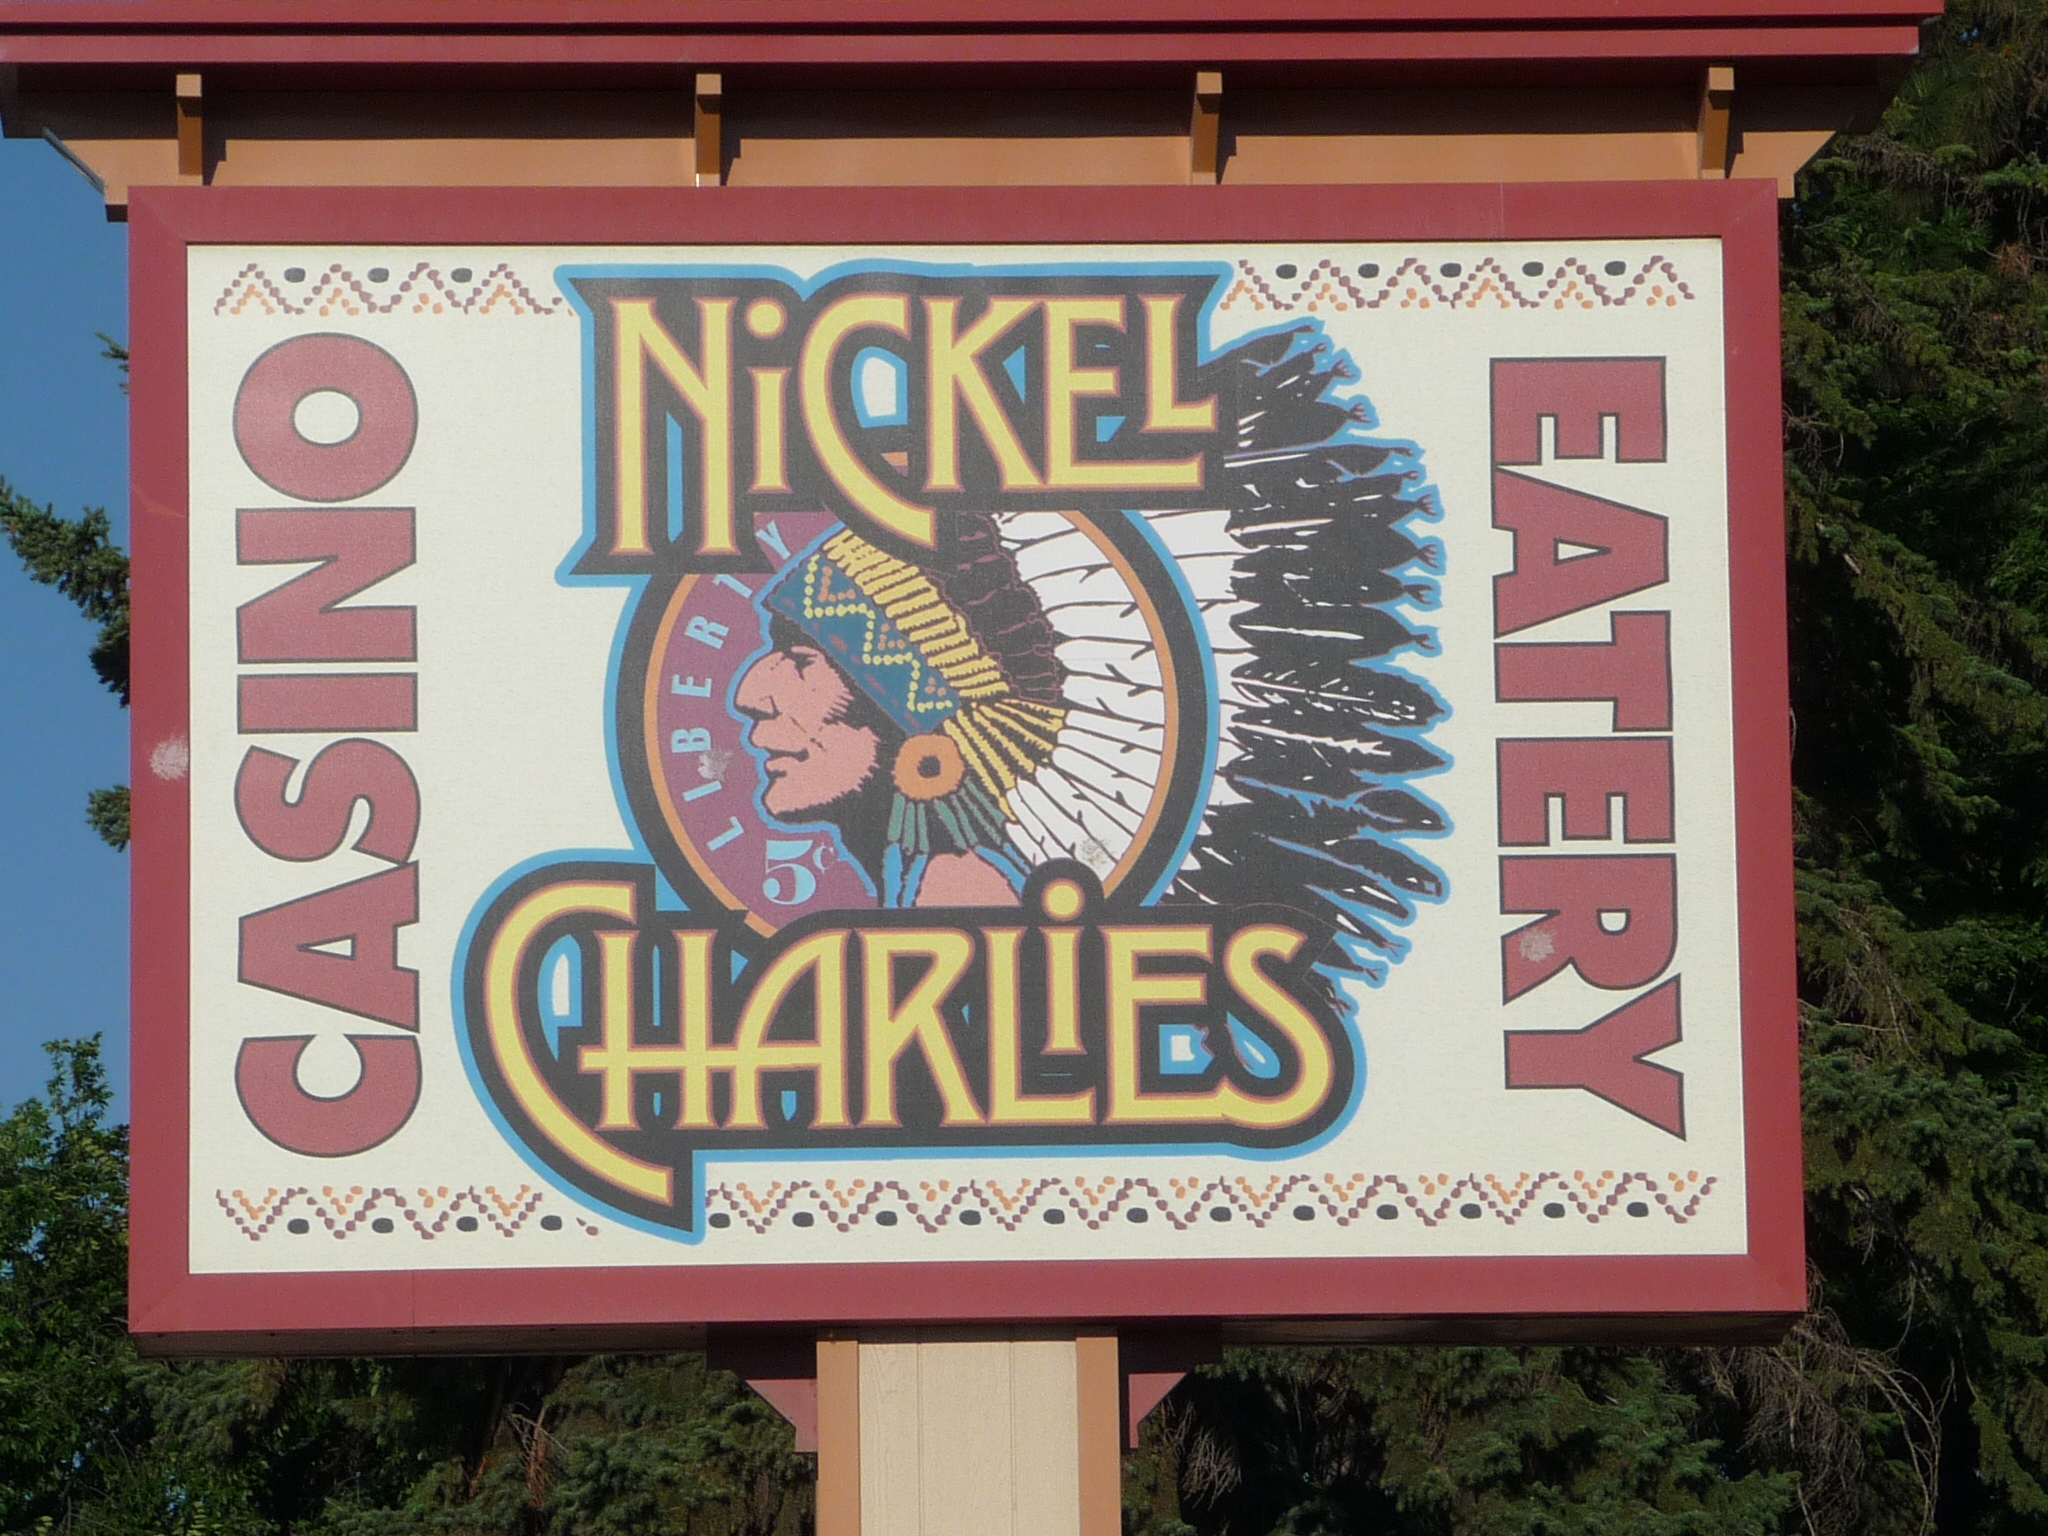 NiCKEL
LIBERTY
5¢
CHARLiES
CASINO
EATERY